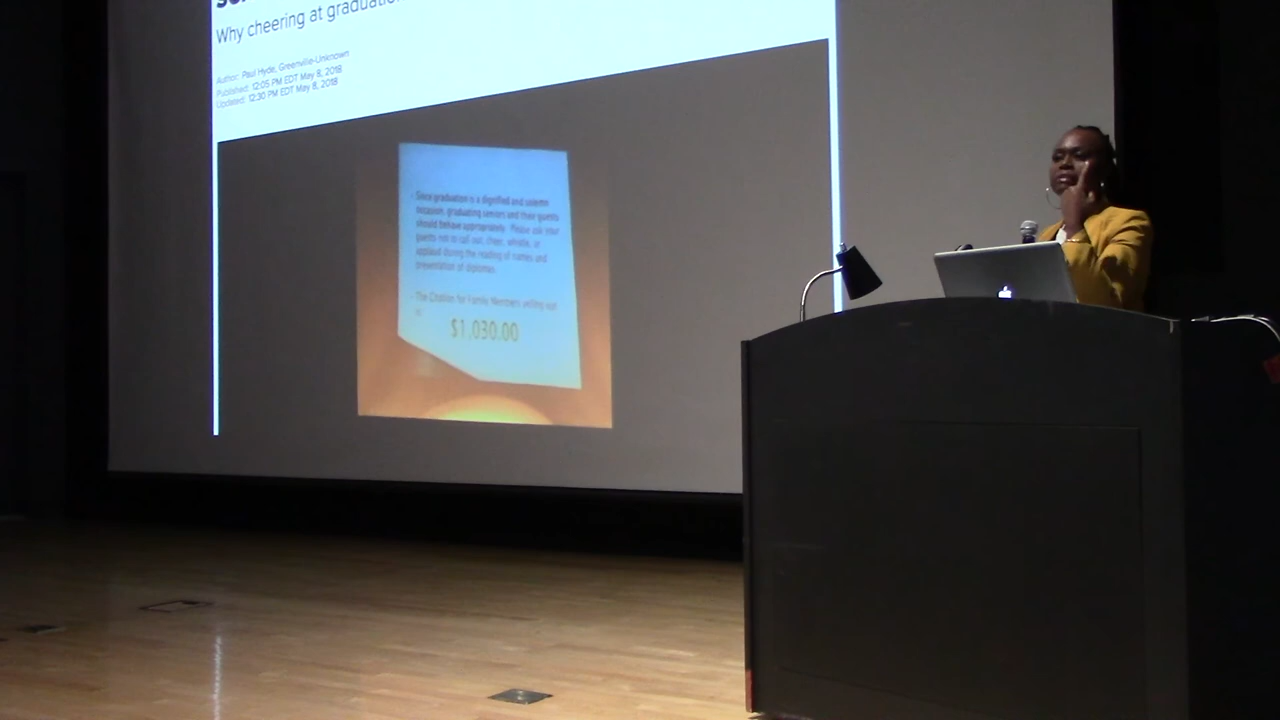 Why cheering at graduation
Author: Paul Hyde, Greenville-Unknown
Published: 12:05 PM EDT May 8, 2018
Updated: 12:30 PM EDT May 8, 2018
- Since graduation is a dignified and solemn
occasion, graduating seniors and their guests
should behave appropriately. Please ask your
guests not to call out, cheer, whistle, or
applaud during the reading of names and
presentation of diplomas.
- The Citation for Family Members yelling out
is
$1,030.00